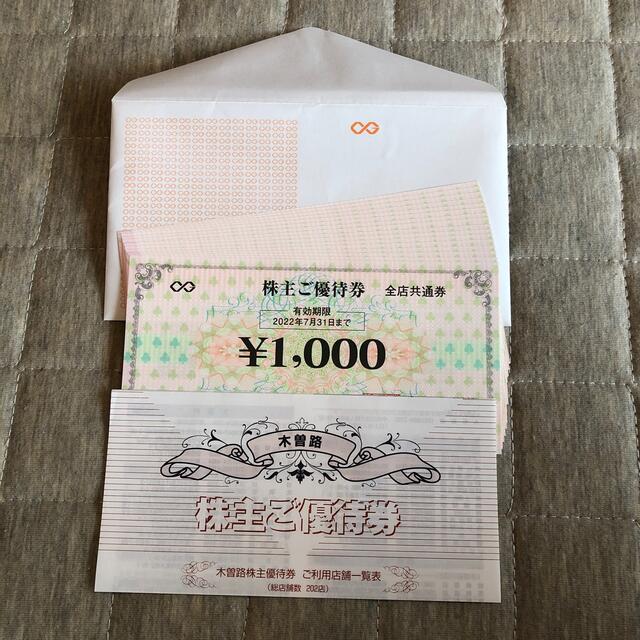 株主ご優待券 全店共通券
有効期限
2022年7月31日まで
¥1,000
木曽路
株主ご優待券
木曽路株主優待券 ご利用店舗一覧表
(総店舗数 202店)